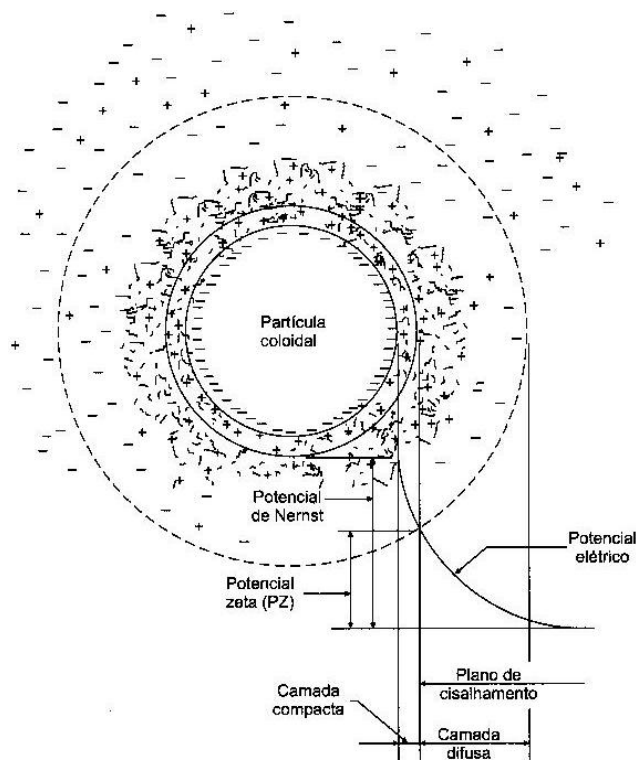 Partícula
coloidal
Potencial
de Nernst
Potencial
elétrico
Potencial
zeta (PZ)
Plano de
cisalhamento
Camada
compacta
Camada
difusa